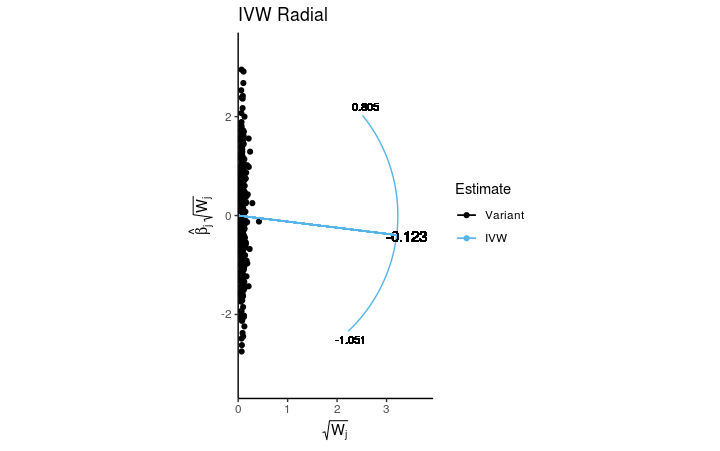 IVW Radial
0.805
2
0
-0.123
-2
-1.051
0 1 2 3
√Wj
β̂j√Wj
Estimate
Variant
IVW